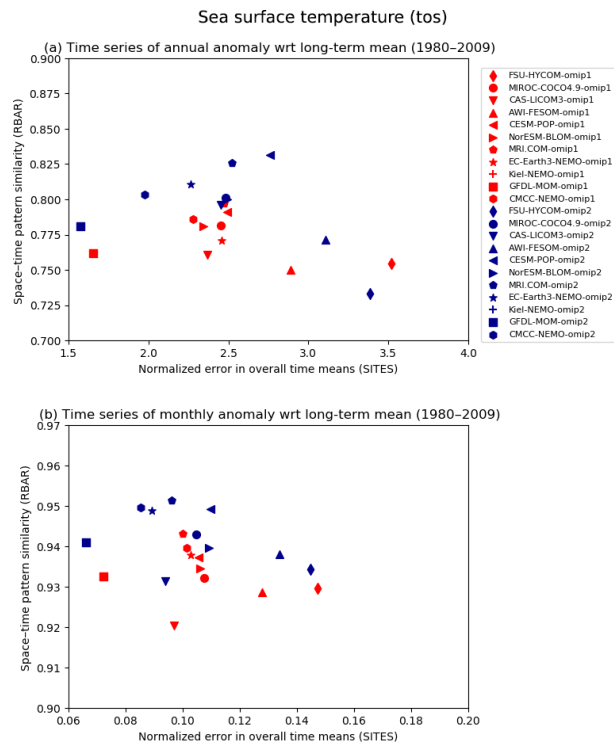 Sea surface temperature (tos)
(a) Time series of annual anomaly wrt long-term mean (1980–2009)
0.900
0.875
0.850
0.825
0.800
0.775
0.750
0.725
0.700
Space–time pattern similarity (RBAR)
1.5 2.0 2.5 3.0 3.5 4.0
Normalized error in overall time means (SITES)
FSU-HYCOM-omip1
MIROC-COCO4.9-omip1
CAS-LICOM3-omip1
AWI-FESOM-omip1
CESM-POP-omip1
NorESM-BLOM-omip1
MRI.COM-omip1
EC-Earth3-NEMO-omip1
Kiel-NEMO-omip1
GFDL-MOM-omip1
CMCC-NEMO-omip1
FSU-HYCOM-omip2
MIROC-COCO4.9-omip2
CAS-LICOM3-omip2
AWI-FESOM-omip2
CESM-POP-omip2
NorESM-BLOM-omip2
MRI.COM-omip2
EC-Earth3-NEMO-omip2
Kiel-NEMO-omip2
GFDL-MOM-omip2
CMCC-NEMO-omip2
(b) Time series of monthly anomaly wrt long-term mean (1980–2009)
0.97
0.96
0.95
0.94
0.93
0.92
0.91
0.90
Space–time pattern similarity (RBAR)
0.06 0.08 0.10 0.12 0.14 0.16 0.18 0.20
Normalized error in overall time means (SITES)